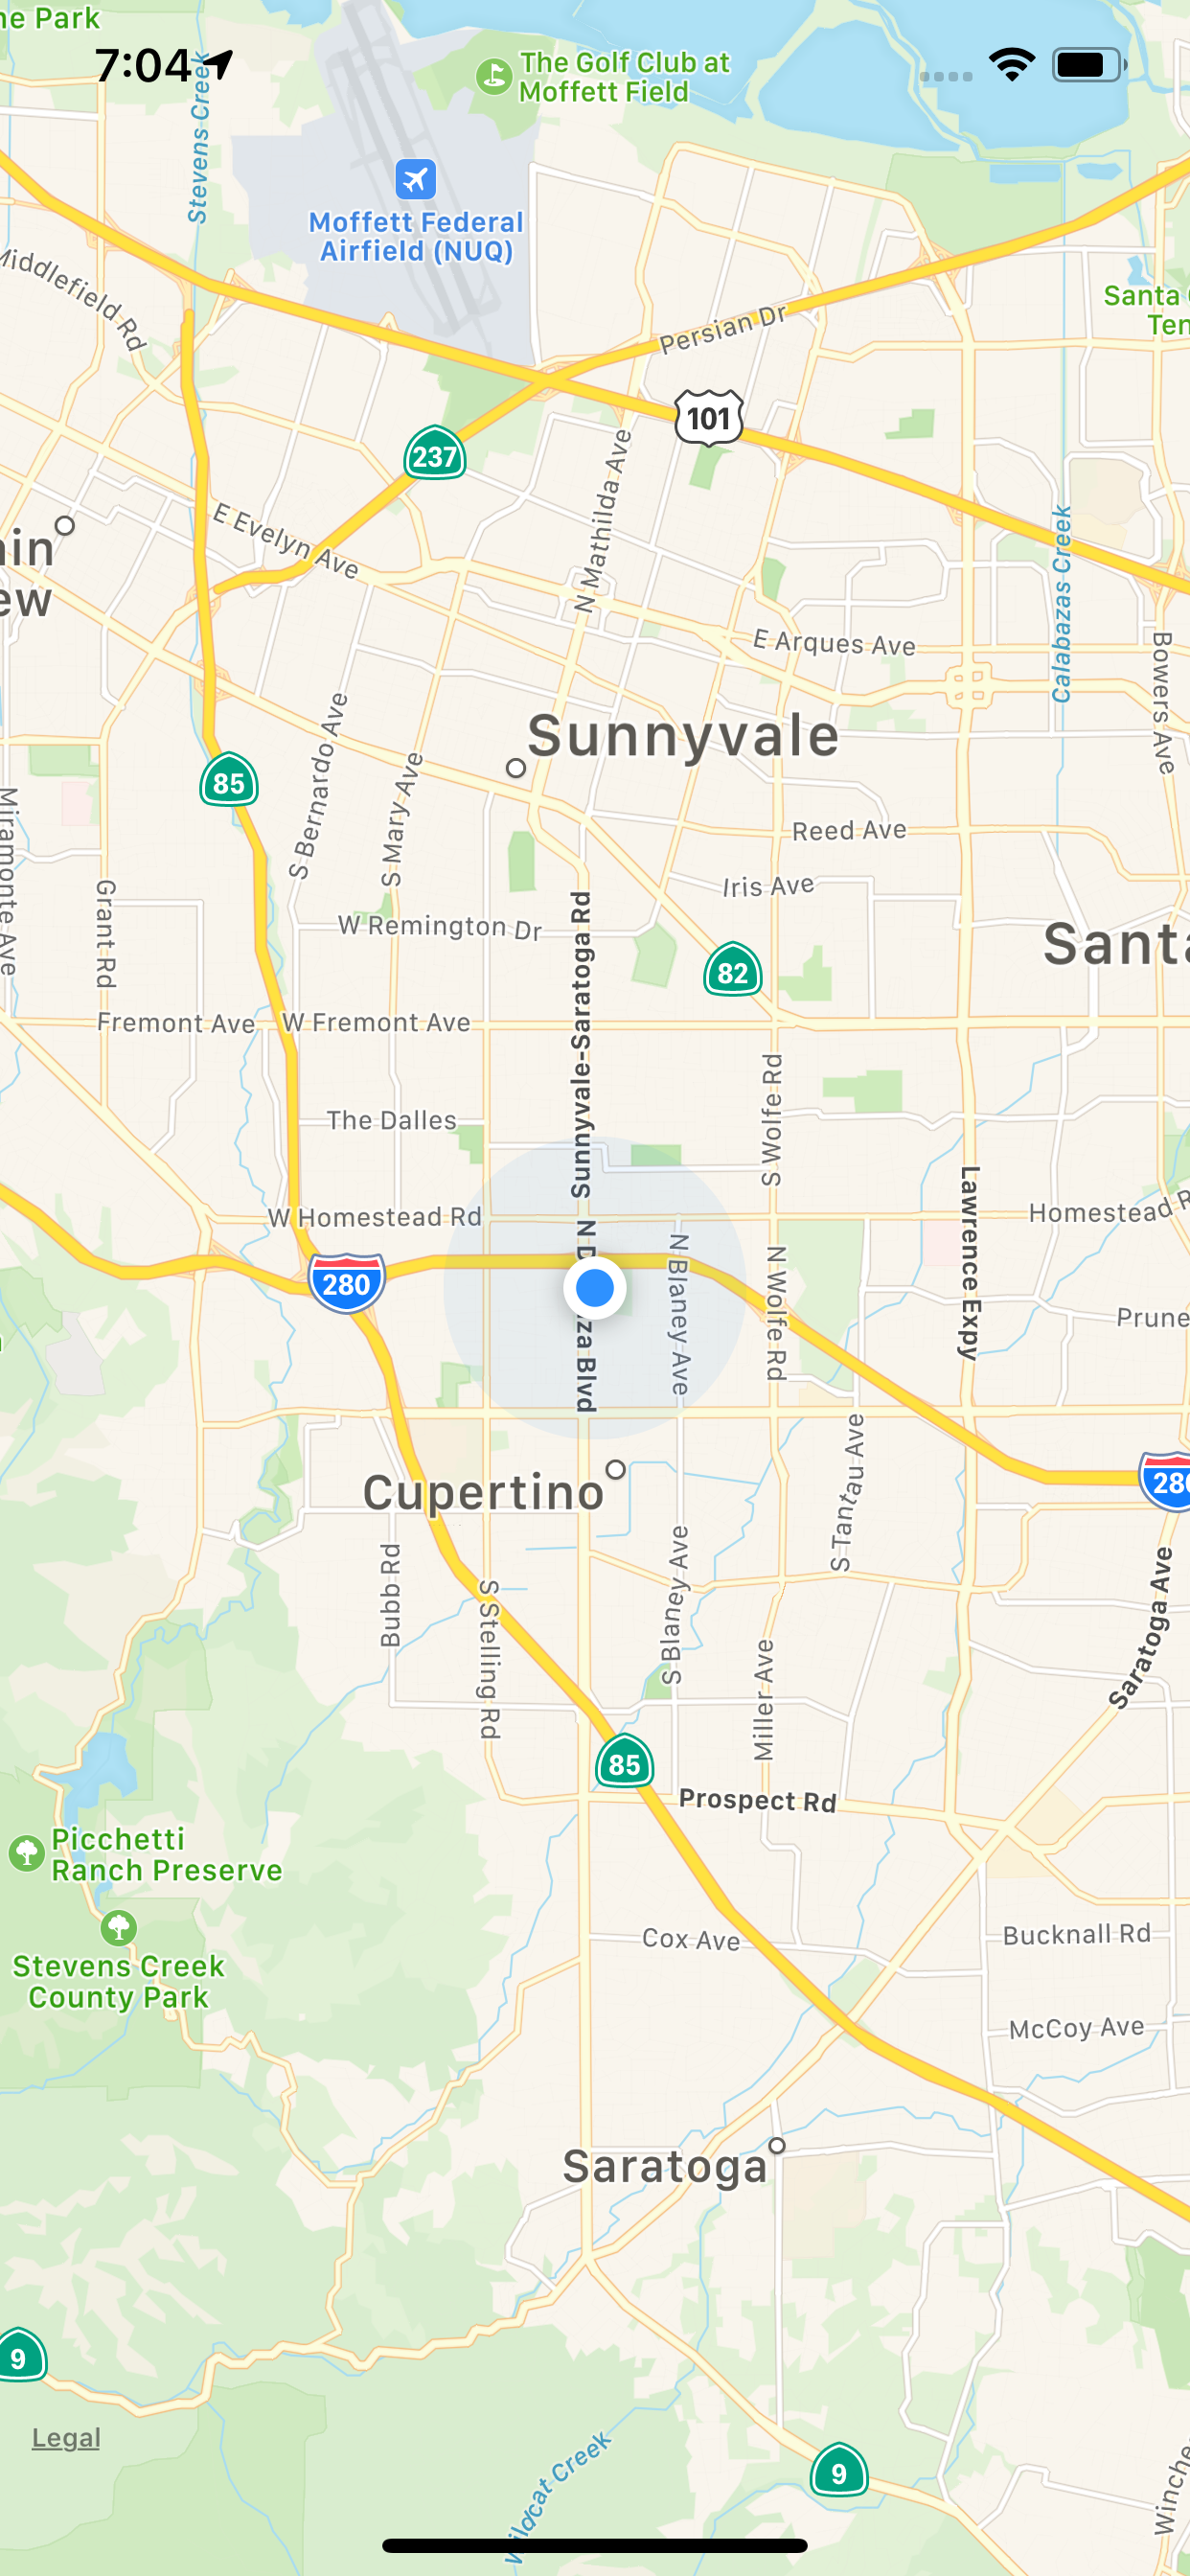 ne Park
7:04
The Golf Club at
Moffett Field
Stevens Creek
Moffett Federal
Airfield (NUQ)
Middlefield Rd
Santa
Ten
Persian Dr
101
237
N Mathilda Ave
E Evelyn Ave
ain
ew
Calabazas Creek
E Arques Ave
Bowers Ave
Sunnyvale
85
S Bernardo Ave
S Mary Ave
Miramonte Ave
Reed Ave
Iris Ave
Grant Rd
W Remington Dr
Sunnyvale-Saratoga Rd
Santa
82
Fremont Ave
W Fremont Ave
S Wolfe Rd
The Dalles
Lawrence Expy
W Homestead Rd
Homestead R
N D
za Blvd
N Blaney Ave
N Wolfe Rd
280
Prune
S Tantau Ave
280
Cupertino
Bubb Rd
S Stelling Rd
S Blaney Ave
Miller Ave
Saratoga Ave
85
Prospect Rd
Picchetti
Ranch Preserve
Stevens Creek
County Park
Cox Ave
Bucknall Rd
McCoy Ave
Saratoga
9
Legal
Wildcat Creek
9
Winche